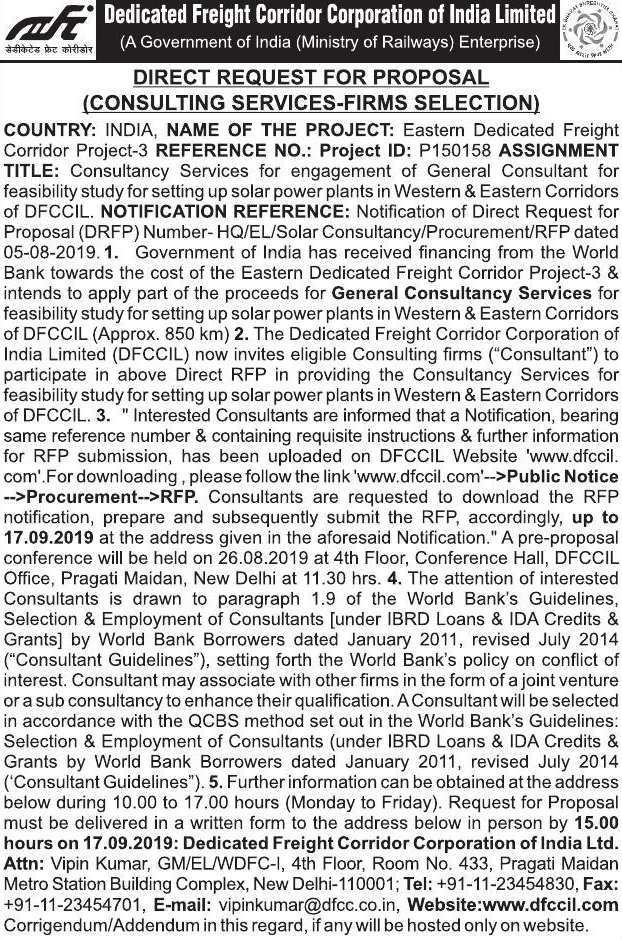 Dedicated Freight Corridor Corporation of India Limited
(A Government of India (Ministry of Railways) Enterprise)
डेडीकेटेड फ्रेट कोरीडोर
DIRECT REQUEST FOR PROPOSAL
(CONSULTING SERVICES-FIRMS SELECTION)
COUNTRY: INDIA, NAME OF THE PROJECT: Eastern Dedicated Freight
Corridor Project-3 REFERENCE NO.: Project ID: P150158 ASSIGNMENT
TITLE: Consultancy Services for engagement of General Consultant for
feasibility study for setting up solar power plants in Western & Eastern Corridors
of DFCCIL. NOTIFICATION REFERENCE: Notification of Direct Request for
Proposal (DRFP) Number- HQ/EL/Solar Consultancy/Procurement/RFP dated
05-08-2019. 1. Government of India has received financing from the World
Bank towards the cost of the Eastern Dedicated Freight Corridor Project-3 &
intends to apply part of the proceeds for General Consultancy Services for
feasibility study for setting up solar power plants in Western & Eastern Corridors
of DFCCIL (Approx. 850 km) 2. The Dedicated Freight Corridor Corporation of
India Limited (DFCCIL) now invites eligible Consulting firms (“Consultant”) to
participate in above Direct RFP in providing the Consultancy Services for
feasibility study for setting up solar power plants in Western & Eastern Corridors
of DFCCIL. 3. " Interested Consultants are informed that a Notification, bearing
same reference number & containing requisite instructions & further information
for RFP submission, has been uploaded on DFCCIL Website 'www.dfccil.
com'.For downloading , please follow the link 'www.dfccil.com'-->Public Notice
-->Procurement-->RFP. Consultants are requested to download the RFP
notification, prepare and subsequently submit the RFP, accordingly, up to
17.09.2019 at the address given in the aforesaid Notification." A pre-proposal
conference will be held on 26.08.2019 at 4th Floor, Conference Hall, DFCCIL
Office, Pragati Maidan, New Delhi at 11.30 hrs. 4. The attention of interested
Consultants is drawn to paragraph 1.9 of the World Bank’s Guidelines,
Selection & Employment of Consultants [under IBRD Loans & IDA Credits &
Grants] by World Bank Borrowers dated January 2011, revised July 2014
(“Consultant Guidelines”), setting forth the World Bank’s policy on conflict of
interest. Consultant may associate with other firms in the form of a joint venture
or a sub consultancy to enhance their qualification. A Consultant will be selected
in accordance with the QCBS method set out in the World Bank’s Guidelines:
Selection & Employment of Consultants (under IBRD Loans & IDA Credits &
Grants by World Bank Borrowers dated January 2011, revised July 2014
(‘Consultant Guidelines”). 5. Further information can be obtained at the address
below during 10.00 to 17.00 hours (Monday to Friday). Request for Proposal
must be delivered in a written form to the address below in person by 15.00
hours on 17.09.2019: Dedicated Freight Corridor Corporation of India Ltd.
Attn: Vipin Kumar, GM/EL/WDFC-I, 4th Floor, Room No. 433, Pragati Maidan
Metro Station Building Complex, New Delhi-110001; Tel: +91-11-23454830, Fax:
+91-11-23454701, E-mail: vipinkumar@dfcc.co.in, Website:www.dfccil.com
Corrigendum/Addendum in this regard, if any will be hosted only on website.